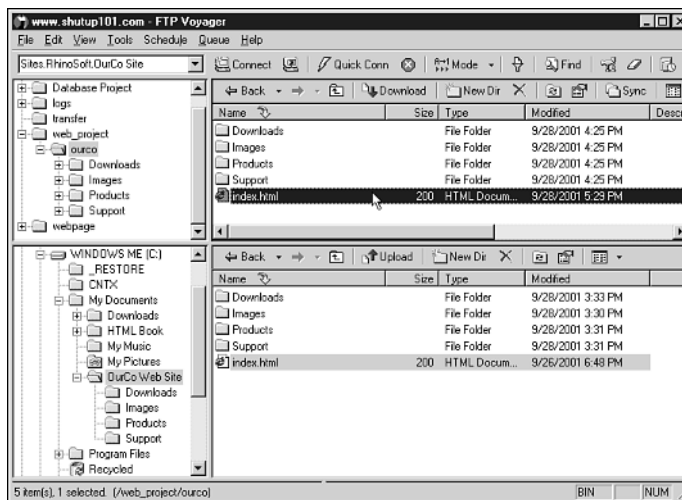 www.shutup101.com - FTP Voyager
File Edit View Tools Schedule Queue Help
Sites.RhinoSoft.OurCo Site Connect Quick Conn Mode Find
Database Project
logs
transfer
web_project
ourco
Downloads
Images
Products
Support
webpage
Back Download New Dir Sync
Name Size Type Modified Descr
Downloads File Folder 9/28/2001 4:25 PM
Images File Folder 9/28/2001 4:25 PM
Products File Folder 9/28/2001 4:25 PM
Support File Folder 9/28/2001 4:25 PM
index.html 200 HTML Docum... 9/28/2001 5:29 PM
WINDOWS ME (C:)
_RESTORE
CNTX
My Documents
Downloads
HTML Book
My Music
My Pictures
OurCo Web Site
Downloads
Images
Products
Support
Program Files
Recycled
Back Upload New Dir
Name Size Type Modified
Downloads File Folder 9/28/2001 3:33 PM
Images File Folder 9/28/2001 3:30 PM
Products File Folder 9/28/2001 3:31 PM
Support File Folder 9/28/2001 3:31 PM
index.html 200 HTML Docum... 9/26/2001 6:48 PM
5 item(s), 1 selected. (/web_project/ourco) BIN NUM